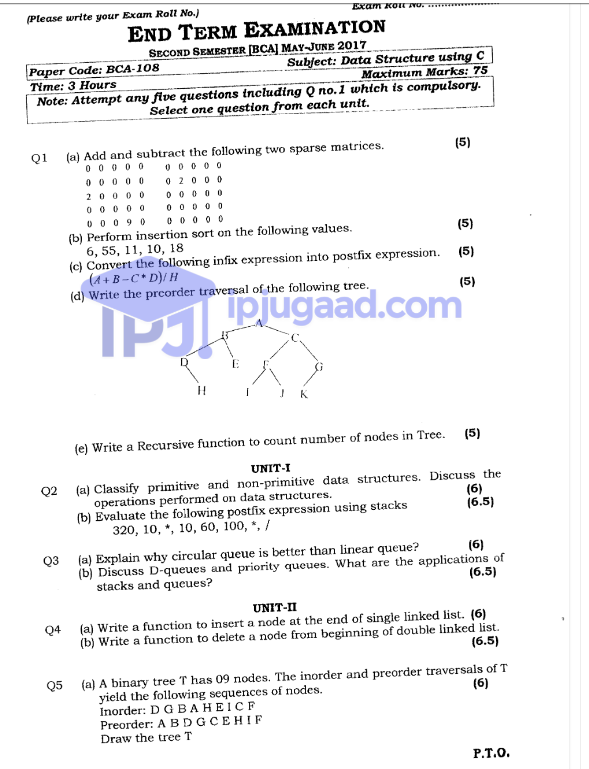 (Please write your Exam Roll No.)
Exam Roll No. .....................
END TERM EXAMINATION
SECOND SEMESTER [BCA] MAY-JUNE 2017
Paper Code: BCA-108
Subject: Data Structure using C
Time: 3 Hours
Maximum Marks: 75
Note: Attempt any five questions including Q no.1 which is compulsory.
Select one question from each unit.
Q1 (a) Add and subtract the following two sparse matrices. (5)
0 0 0 0 0 0 0 0 0 0
0 0 0 0 0 0 2 0 0 0
2 0 0 0 0 0 0 0 0 0
0 0 0 0 0 0 0 0 0 0
0 0 0 9 0 0 0 0 0 0
(b) Perform insertion sort on the following values. (5)
6, 55, 11, 10, 18
(c) Convert the following infix expression into postfix expression. (5)
(A+B-C*D)/H
(d) Write the preorder traversal of the following tree. (5)
IPJ ipjugaad.com
A
B C
D E F G
H I J K
(e) Write a Recursive function to count number of nodes in Tree. (5)
UNIT-I
Q2 (a) Classify primitive and non-primitive data structures. Discuss the
operations performed on data structures. (6)
(b) Evaluate the following postfix expression using stacks (6.5)
320, 10, *, 10, 60, 100, *, /
Q3 (a) Explain why circular queue is better than linear queue? (6)
(b) Discuss D-queues and priority queues. What are the applications of
stacks and queues? (6.5)
UNIT-II
Q4 (a) Write a function to insert a node at the end of single linked list. (6)
(b) Write a function to delete a node from beginning of double linked list.
(6.5)
Q5 (a) A binary tree T has 09 nodes. The inorder and preorder traversals of T
yield the following sequences of nodes. (6)
Inorder: D G B A H E I C F
Preorder: A B D G C E H I F
Draw the tree T
P.T.O.